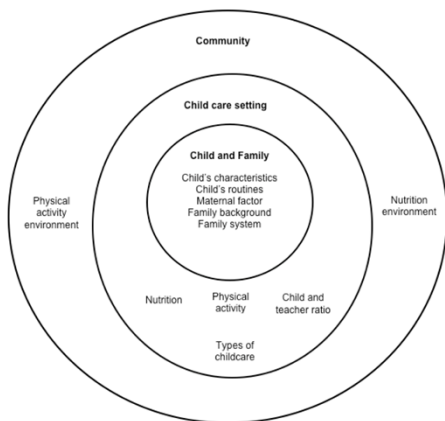 Community
Child care setting
Child and Family
Child's characteristics
Child's routines
Maternal factor
Family background
Family system
Physical
activity
environment
Nutrition
environment
Nutrition
Physical
activity
Child and
teacher ratio
Types of
childcare